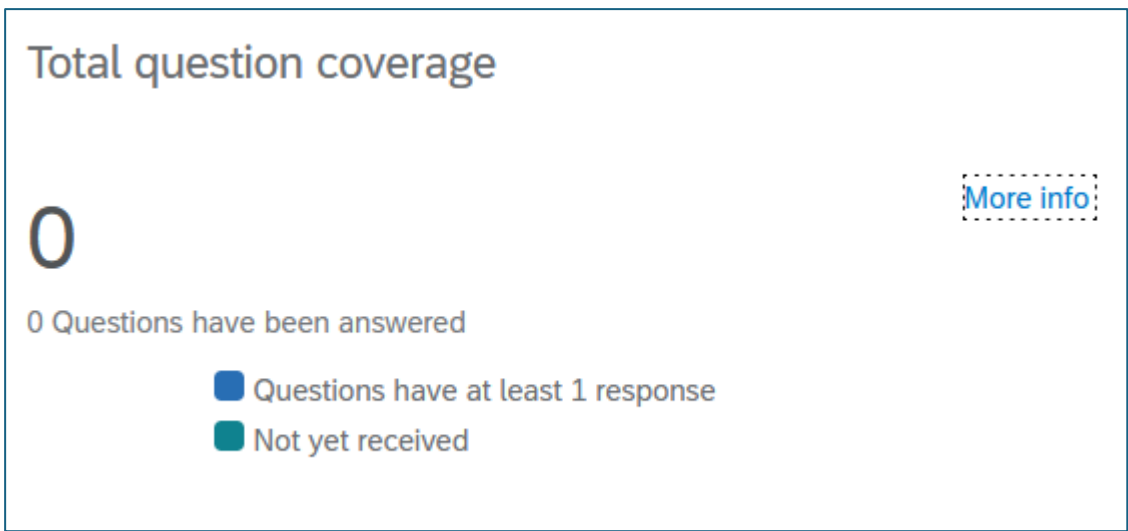 Total question coverage
More info
0
0 Questions have been answered
Questions have at least 1 response
Not yet received